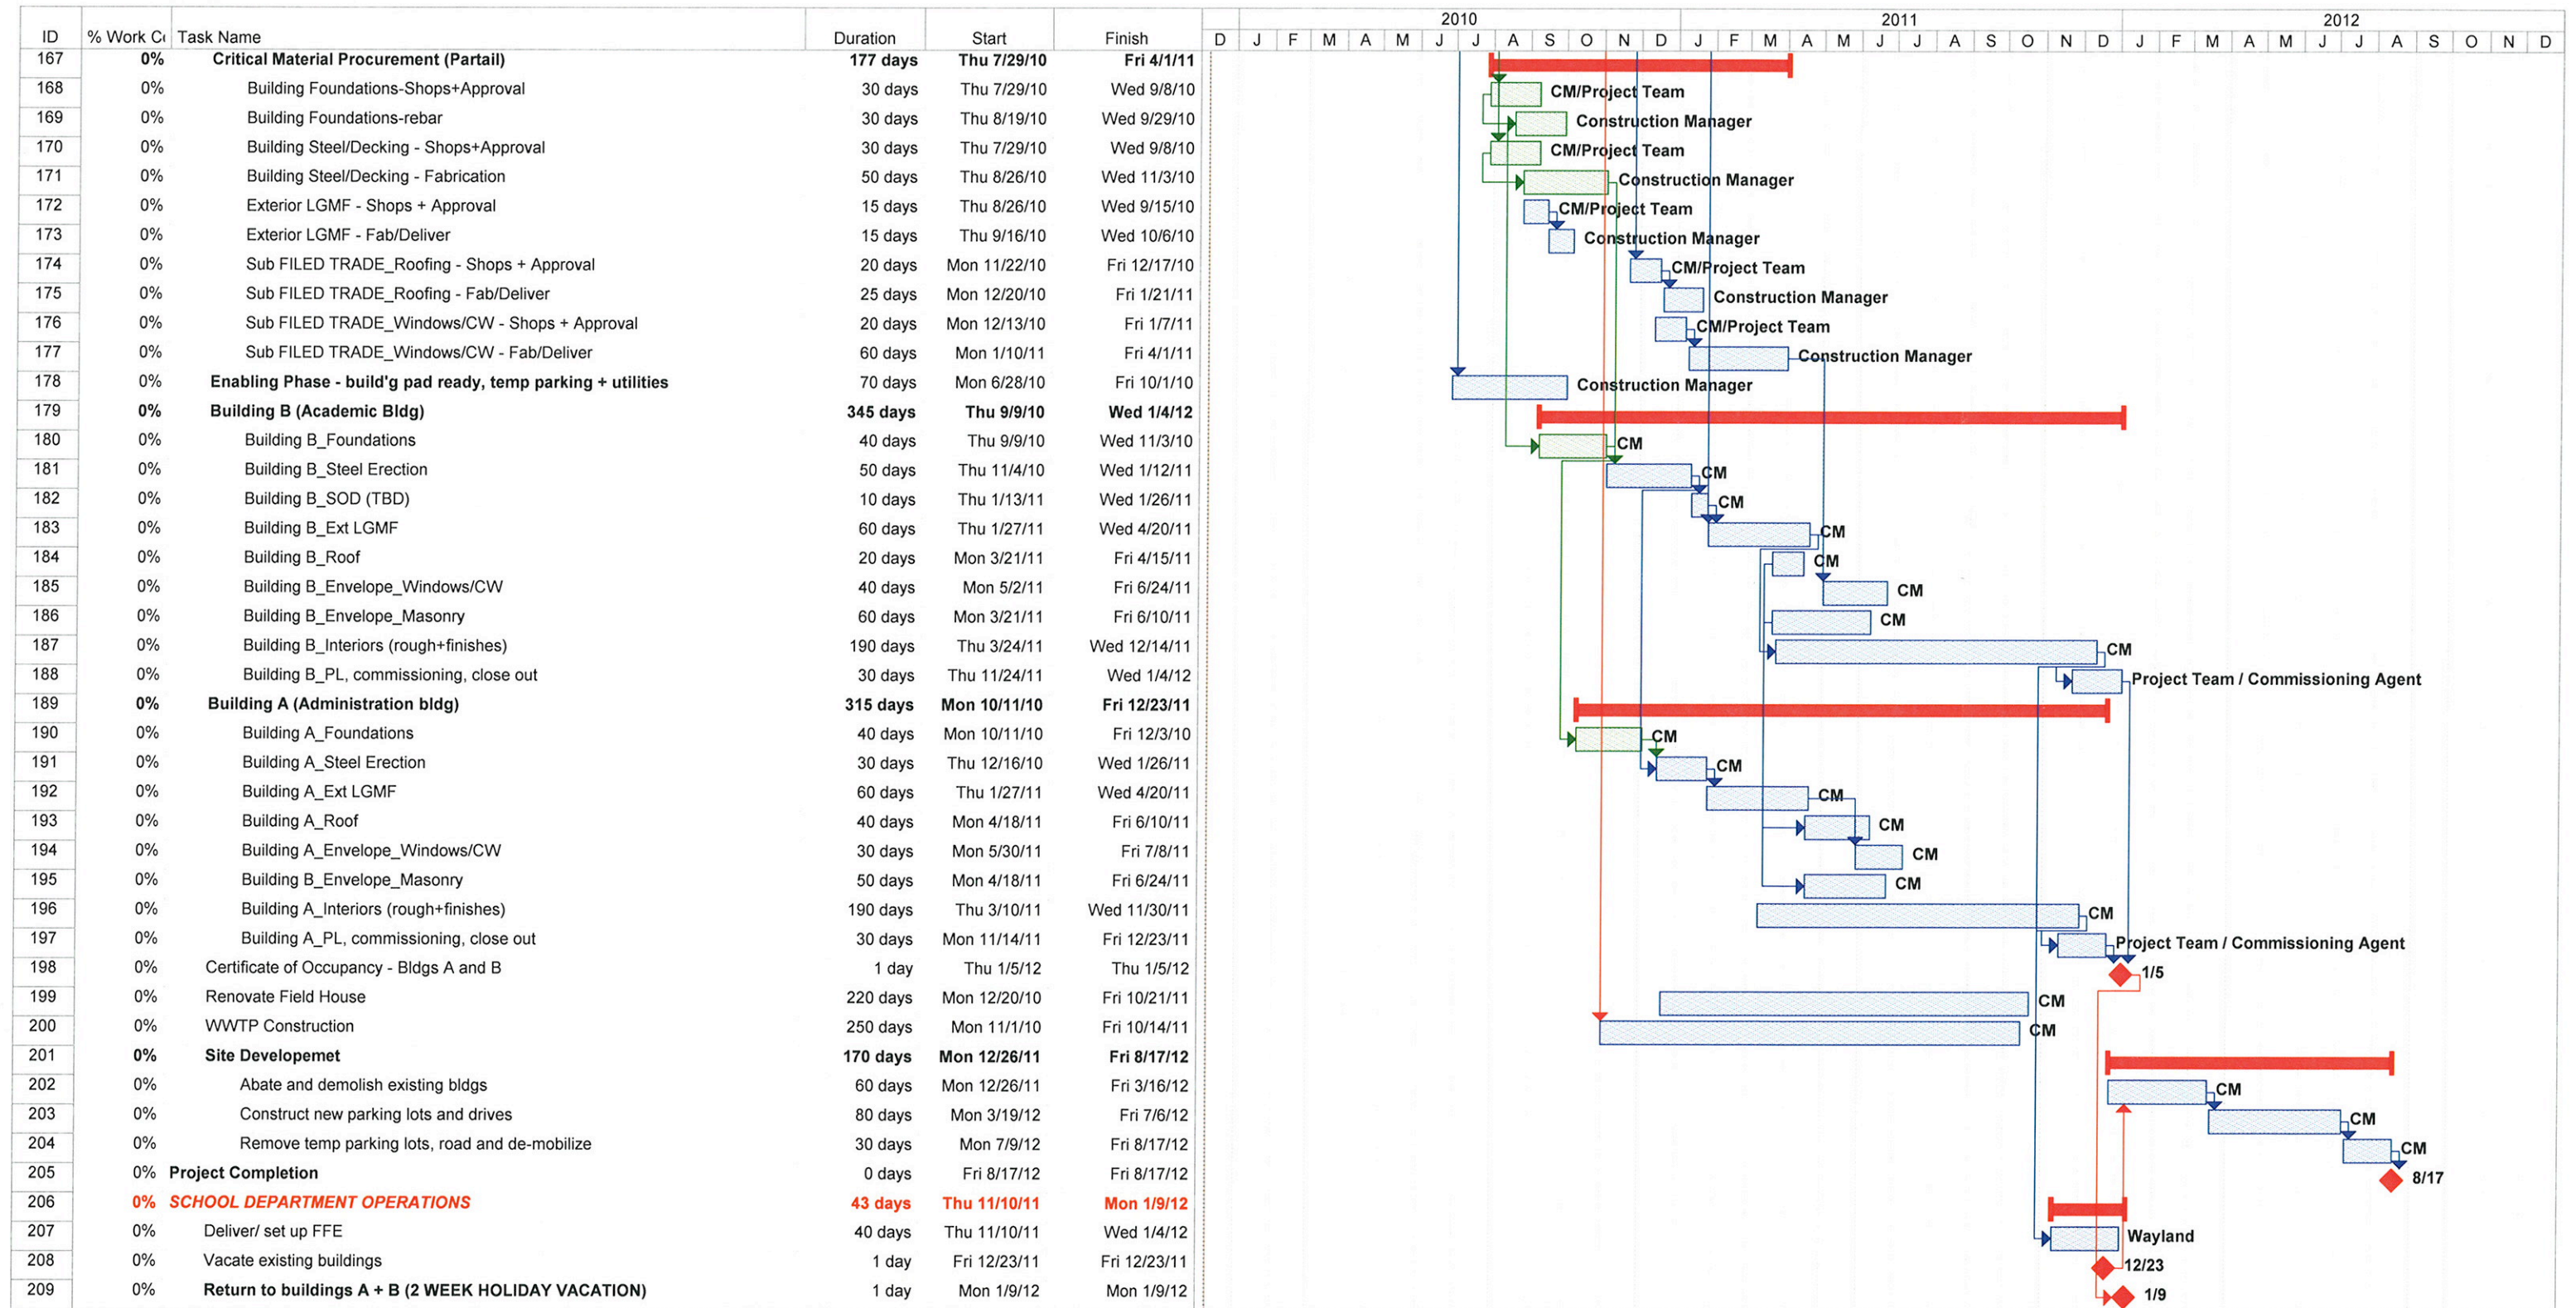 2010 2011 2012
ID % Work C Task Name Duration Start Finish D J F M A M J J A S O N D J F M A M J J A S O N D J F M A M J J A S O N D
167 0% Critical Material Procurement (Partail) 177 days Thu 7/29/10 Fri 4/1/11
168 0% Building Foundations-Shops+Approval 30 days Thu 7/29/10 Wed 9/8/10 CM/Project Team
169 0% Building Foundations-rebar 30 days Thu 8/19/10 Wed 9/29/10 Construction Manager
170 0% Building Steel/Decking - Shops+Approval 30 days Thu 7/29/10 Wed 9/8/10 CM/Project Team
171 0% Building Steel/Decking - Fabrication 50 days Thu 8/26/10 Wed 11/3/10 Construction Manager
172 0% Exterior LGMF - Shops + Approval 15 days Thu 8/26/10 Wed 9/15/10 CM/Project Team
173 0% Exterior LGMF - Fab/Deliver 15 days Thu 9/16/10 Wed 10/6/10 Construction Manager
174 0% Sub FILED TRADE_Roofing - Shops + Approval 20 days Mon 11/22/10 Fri 12/17/10 CM/Project Team
175 0% Sub FILED TRADE_Roofing - Fab/Deliver 25 days Mon 12/20/10 Fri 1/21/11 Construction Manager
176 0% Sub FILED TRADE_Windows/CW - Shops + Approval 20 days Mon 12/13/10 Fri 1/7/11 CM/Project Team
177 0% Sub FILED TRADE_Windows/CW - Fab/Deliver 60 days Mon 1/10/11 Fri 4/1/11 Construction Manager
178 0% Enabling Phase - build'g pad ready, temp parking + utilities 70 days Mon 6/28/10 Fri 10/1/10 Construction Manager
179 0% Building B (Academic Bldg) 345 days Thu 9/9/10 Wed 1/4/12
180 0% Building B_Foundations 40 days Thu 9/9/10 Wed 11/3/10 CM
181 0% Building B_Steel Erection 50 days Thu 11/4/10 Wed 1/12/11 CM
182 0% Building B_SOD (TBD) 10 days Thu 1/13/11 Wed 1/26/11 CM
183 0% Building B_Ext LGMF 60 days Thu 1/27/11 Wed 4/20/11 CM
184 0% Building B_Roof 20 days Mon 3/21/11 Fri 4/15/11 CM
185 0% Building B_Envelope_Windows/CW 40 days Mon 5/2/11 Fri 6/24/11 CM
186 0% Building B_Envelope_Masonry 60 days Mon 3/21/11 Fri 6/10/11 CM
187 0% Building B_Interiors (rough+finishes) 190 days Thu 3/24/11 Wed 12/14/11 CM
188 0% Building B_PL, commissioning, close out 30 days Thu 11/24/11 Wed 1/4/12 Project Team / Commissioning Agent
189 0% Building A (Administration bldg) 315 days Mon 10/11/10 Fri 12/23/11
190 0% Building A_Foundations 40 days Mon 10/11/10 Fri 12/3/10 CM
191 0% Building A_Steel Erection 30 days Thu 12/16/10 Wed 1/26/11 CM
192 0% Building A_Ext LGMF 60 days Thu 1/27/11 Wed 4/20/11 CM
193 0% Building A_Roof 40 days Mon 4/18/11 Fri 6/10/11 CM
194 0% Building A_Envelope_Windows/CW 30 days Mon 5/30/11 Fri 7/8/11 CM
195 0% Building B_Envelope_Masonry 50 days Mon 4/18/11 Fri 6/24/11 CM
196 0% Building A_Interiors (rough+finishes) 190 days Thu 3/10/11 Wed 11/30/11 CM
197 0% Building A_PL, commissioning, close out 30 days Mon 11/14/11 Fri 12/23/11 Project Team / Commissioning Agent
198 0% Certificate of Occupancy - Bldgs A and B 1 day Thu 1/5/12 Thu 1/5/12 1/5
199 0% Renovate Field House 220 days Mon 12/20/10 Fri 10/21/11 CM
200 0% WWTP Construction 250 days Mon 11/1/10 Fri 10/14/11 CM
201 0% Site Developemet 170 days Mon 12/26/11 Fri 8/17/12
202 0% Abate and demolish existing bldgs 60 days Mon 12/26/11 Fri 3/16/12 CM
203 0% Construct new parking lots and drives 80 days Mon 3/19/12 Fri 7/6/12 CM
204 0% Remove temp parking lots, road and de-mobilize 30 days Mon 7/9/12 Fri 8/17/12 CM
205 0% Project Completion 0 days Fri 8/17/12 Fri 8/17/12 8/17
206 0% SCHOOL DEPARTMENT OPERATIONS 43 days Thu 11/10/11 Mon 1/9/12
207 0% Deliver/ set up FFE 40 days Thu 11/10/11 Wed 1/4/12 Wayland
208 0% Vacate existing buildings 1 day Fri 12/23/11 Fri 12/23/11 12/23
209 0% Return to buildings A + B (2 WEEK HOLIDAY VACATION) 1 day Mon 1/9/12 Mon 1/9/12 1/9